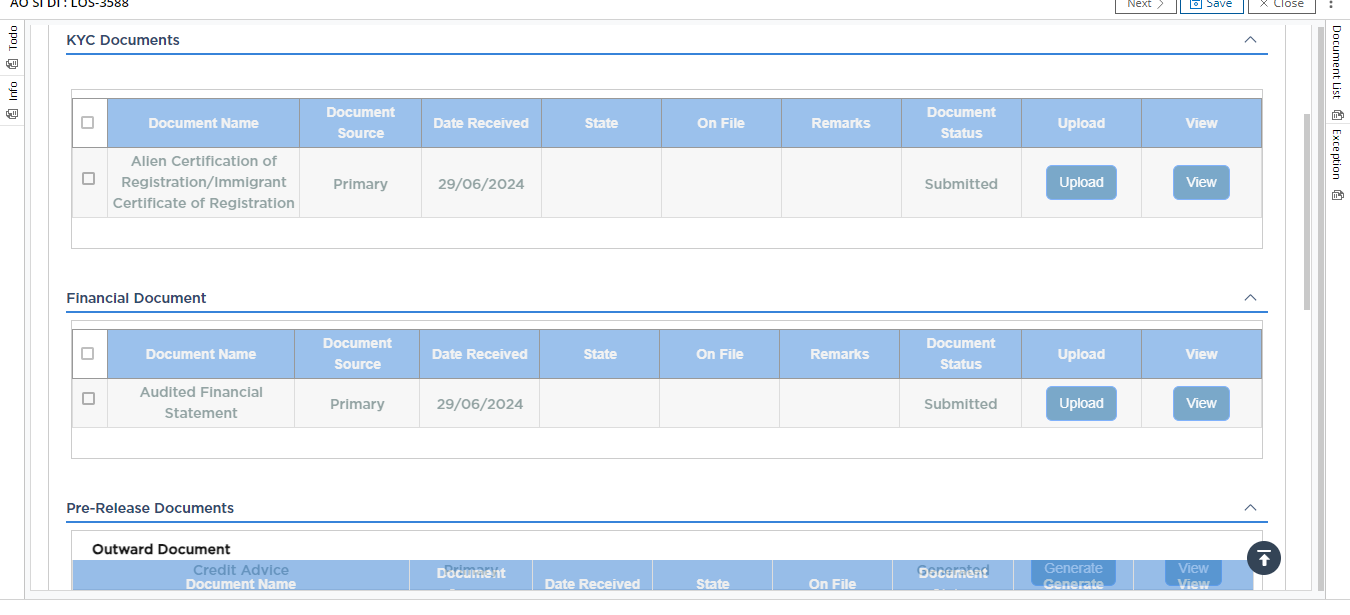 AO SI DI : LOS-3588
Next
Save
Close
Todo
Info
Document List
Exception
KYC Documents
Document Name
Document Source
Date Received
State
On File
Remarks
Document Status
Upload
View
Alien Certification of
Registration/Immigrant
Certificate of Registration
Primary
29/06/2024
Submitted
Upload
View
Financial Document
Document Name
Document Source
Date Received
State
On File
Remarks
Document Status
Upload
View
Audited Financial
Statement
Primary
29/06/2024
Submitted
Upload
View
Pre-Release Documents
Outward Document
Credit Advice
Primary
Generated
Generate
View
Document Name
Document
Date Received
State
On File
Document
Generate
View